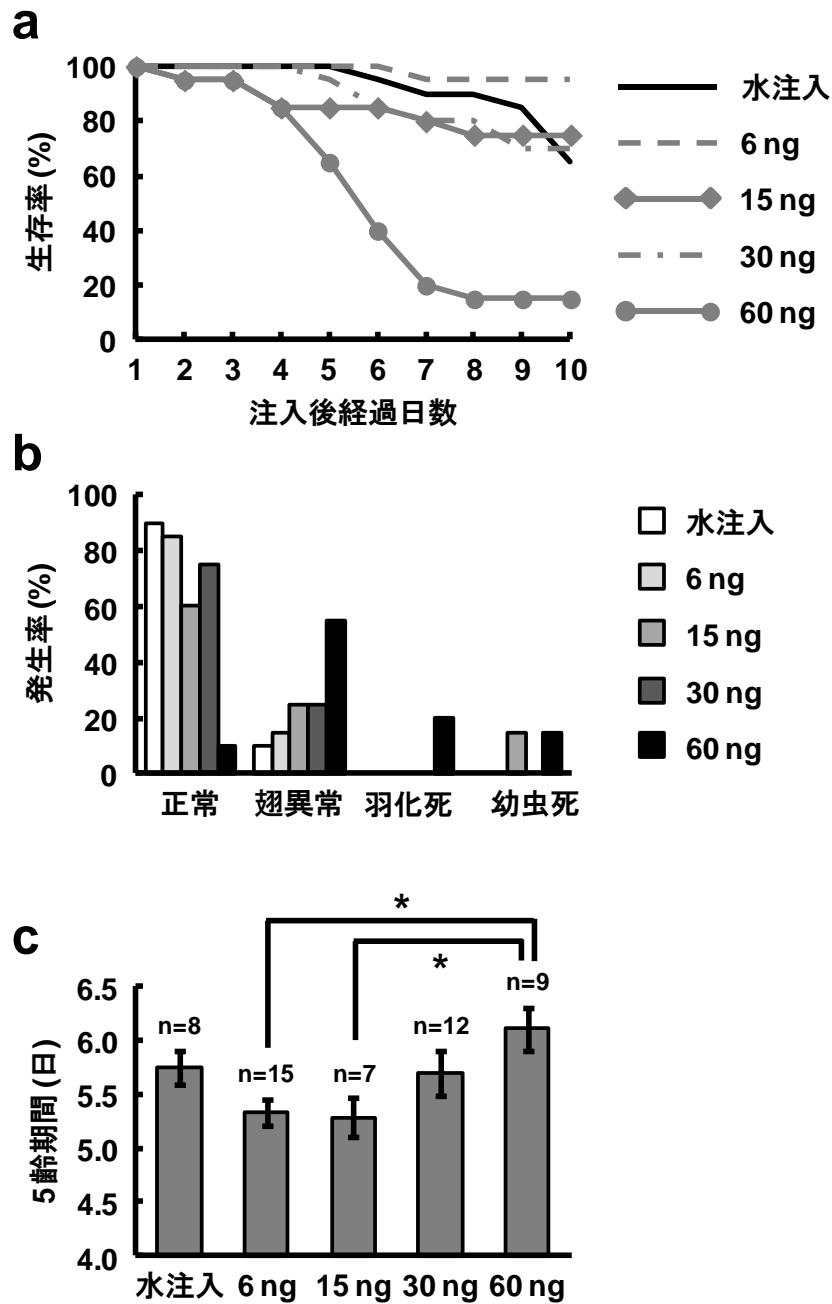 a
100
80
60
40
20
0
生存率 (%)
1 2 3 4 5 6 7 8 9 10
注入後経過日数
水注入
6 ng
15 ng
30 ng
60 ng
b
100
80
60
40
20
0
発生率 (%)
正常 翅異常 羽化死 幼虫死
水注入
6 ng
15 ng
30 ng
60 ng
c
6.5
6.0
5.5
5.0
4.5
4.0
5齢期間 (日)
*
*
n=8
n=15
n=7
n=12
n=9
水注入 6 ng 15 ng 30 ng 60 ng